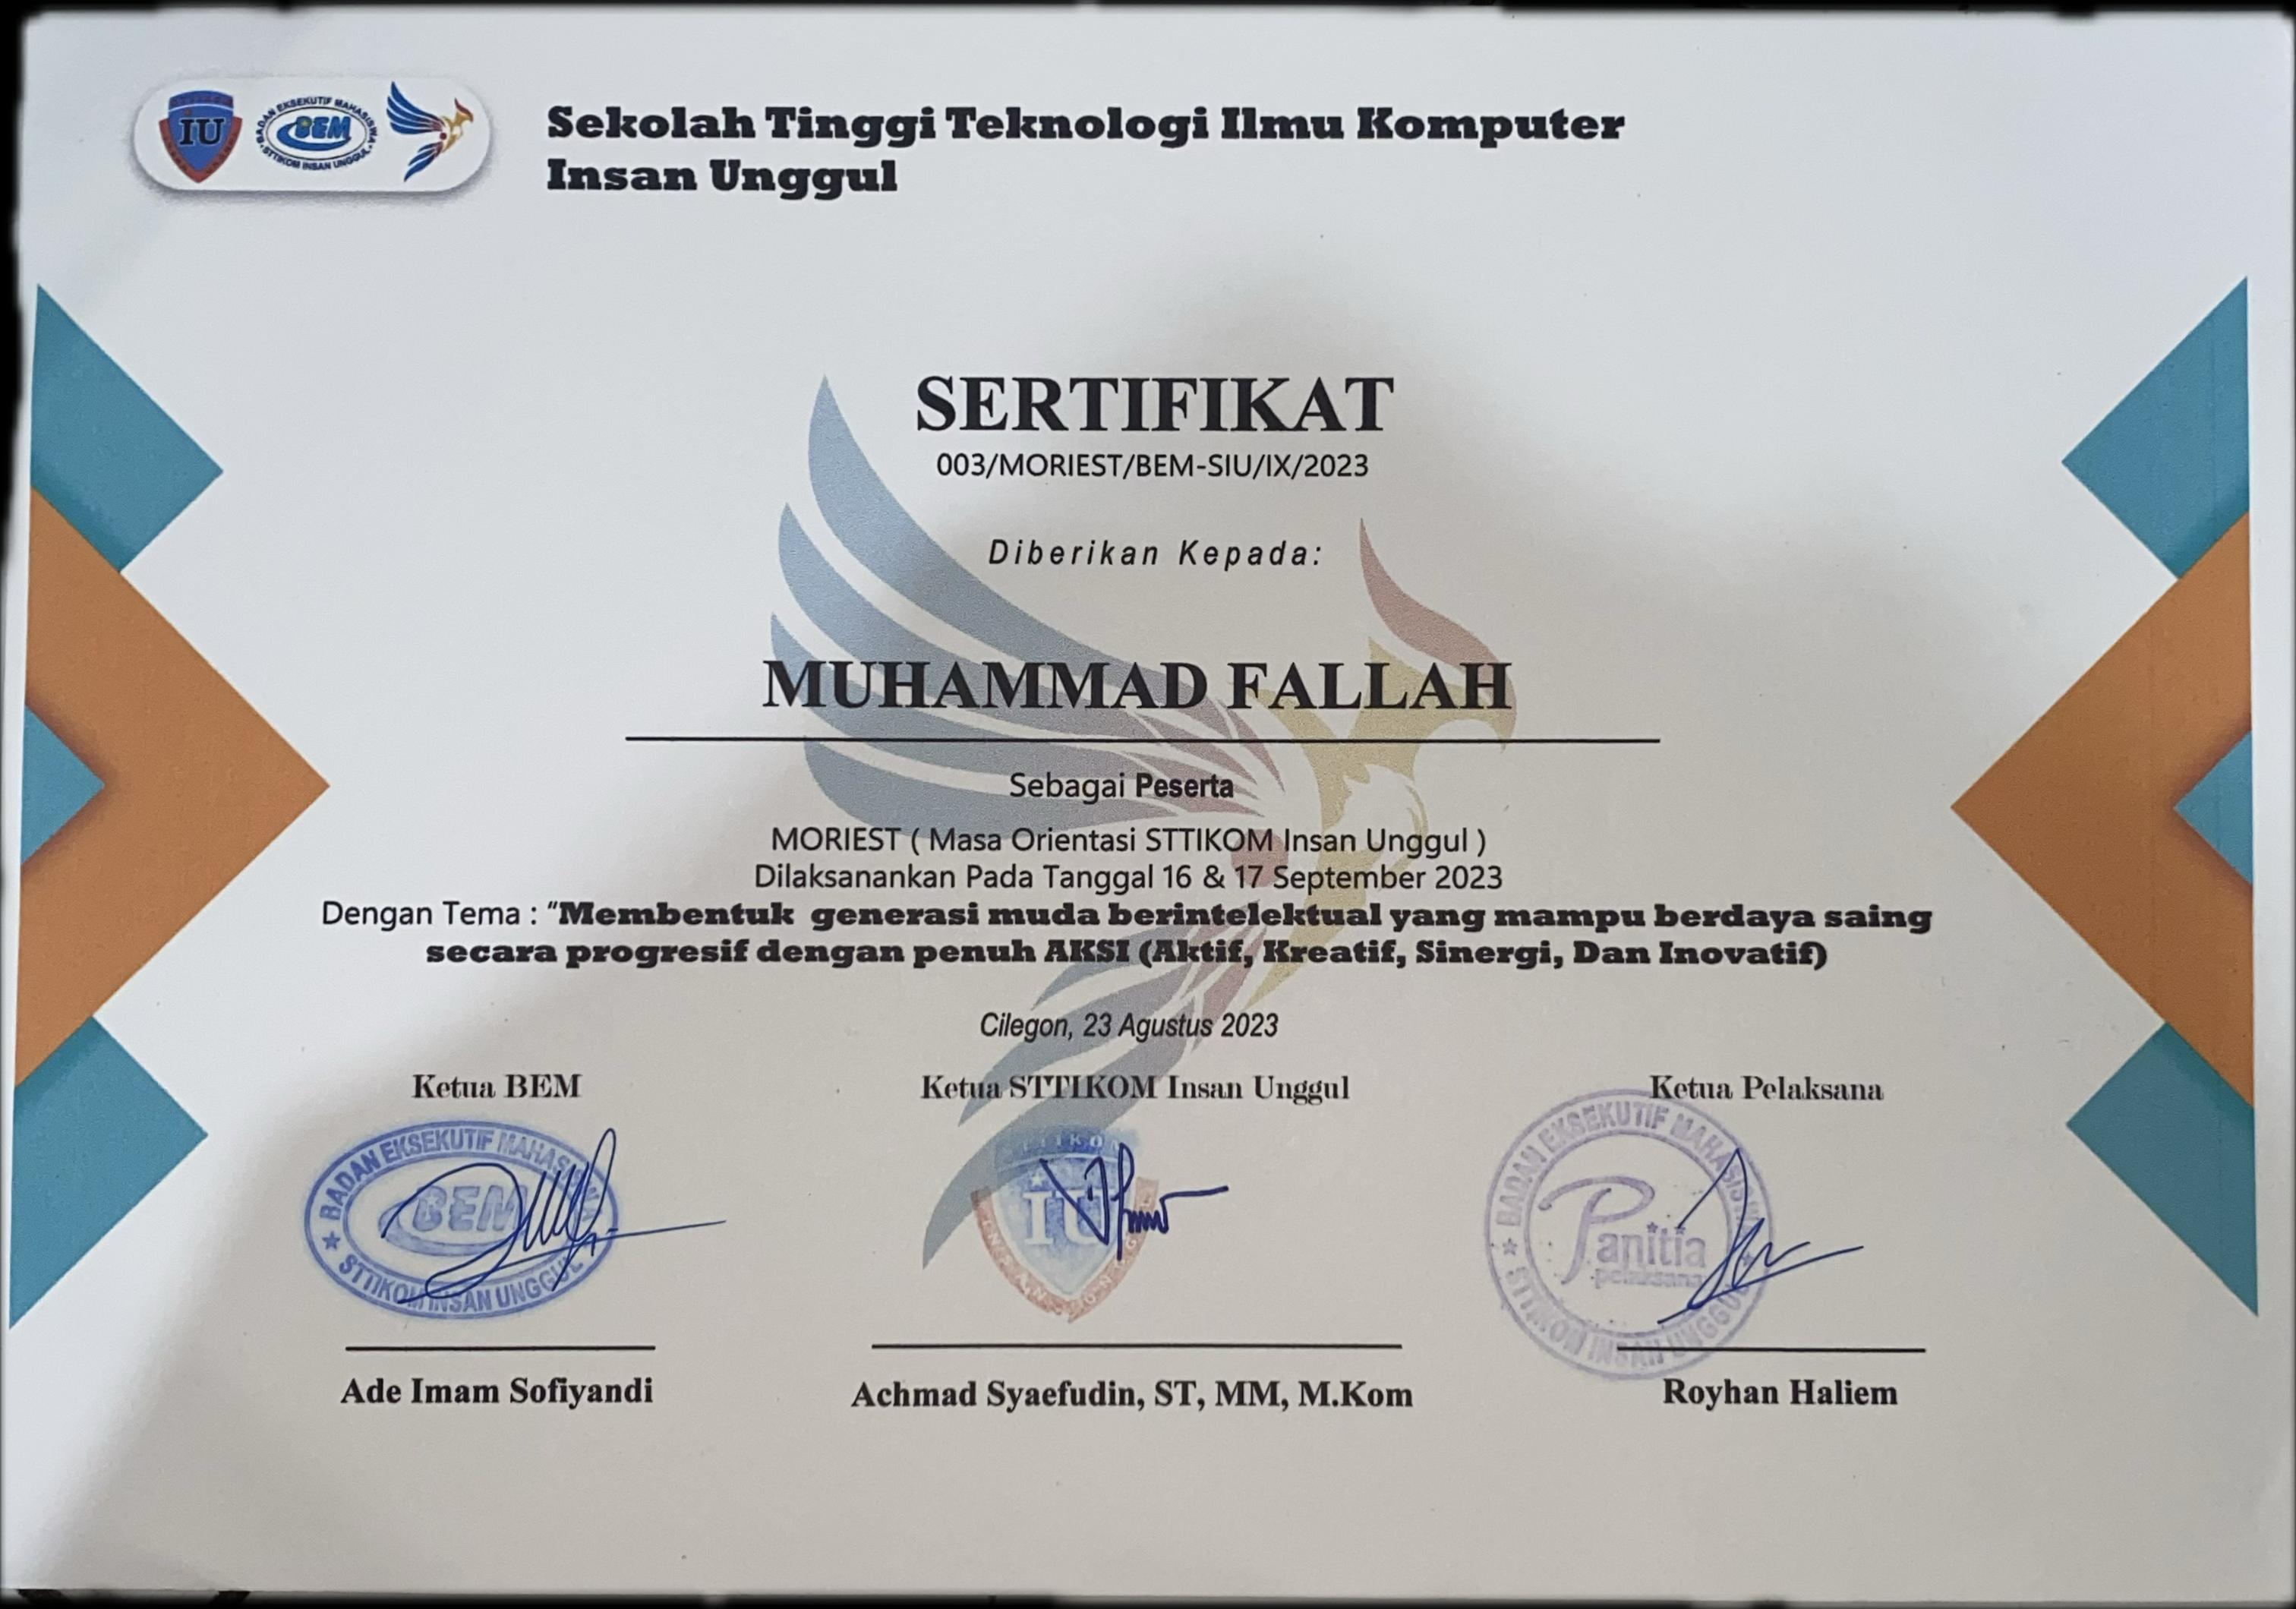 IU
BADAN EKSEKUTIF MAHASISWA
BEM
STTIKOM INSAN UNGGUL
Sekolah Tinggi Teknologi Ilmu Komputer
Insan Unggul
SERTIFIKAT
003/MORIEST/BEM-SIU/IX/2023
Diberikan Kepada:
MUHAMMAD FALLAH
Sebagai Peserta
MORIEST ( Masa Orientasi STTIKOM Insan Unggul )
Dilaksanankan Pada Tanggal 16 & 17 September 2023
Dengan Tema : "Membentuk generasi muda berintelektual yang mampu berdaya saing
secara progresif dengan penuh AKSI (Aktif, Kreatif, Sinergi, Dan Inovatif)
Cilegon, 23 Agustus 2023
Ketua BEM Ketua STTIKOM Insan Unggul Ketua Pelaksana
BADAN EKSEKUTIF MAHASISWA
BEM
STTIKOM INSAN UNGGUL
STTIKOM
IU
BADAN EKSEKUTIF MAHASISWA
Panitia
pelaksana
STTIKOM INSAN UNGGUL
Ade Imam Sofiyandi Achmad Syaefudin, ST, MM, M.Kom Royhan Haliem